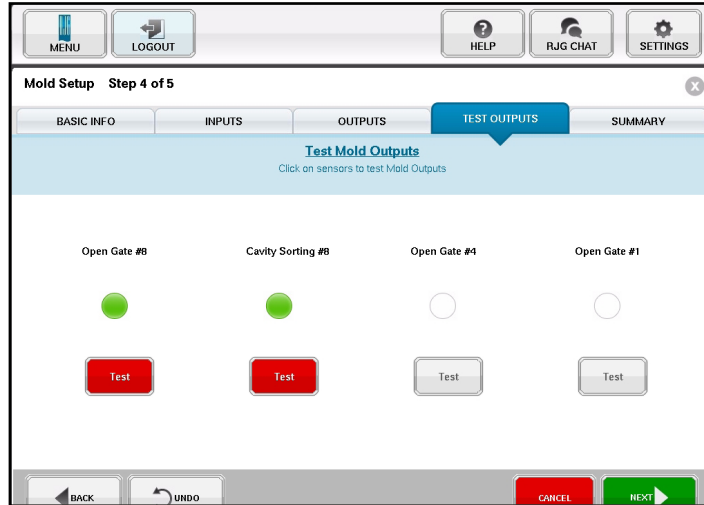 MENU
LOGOUT
HELP
RJG CHAT
SETTINGS
Mold Setup Step 4 of 5
X
BASIC INFO
INPUTS
OUTPUTS
TEST OUTPUTS
SUMMARY
Test Mold Outputs
Click on sensors to test Mold Outputs
Open Gate #8
Cavity Sorting #8
Open Gate #4
Open Gate #1
Test
Test
Test
Test
BACK
UNDO
CANCEL
NEXT